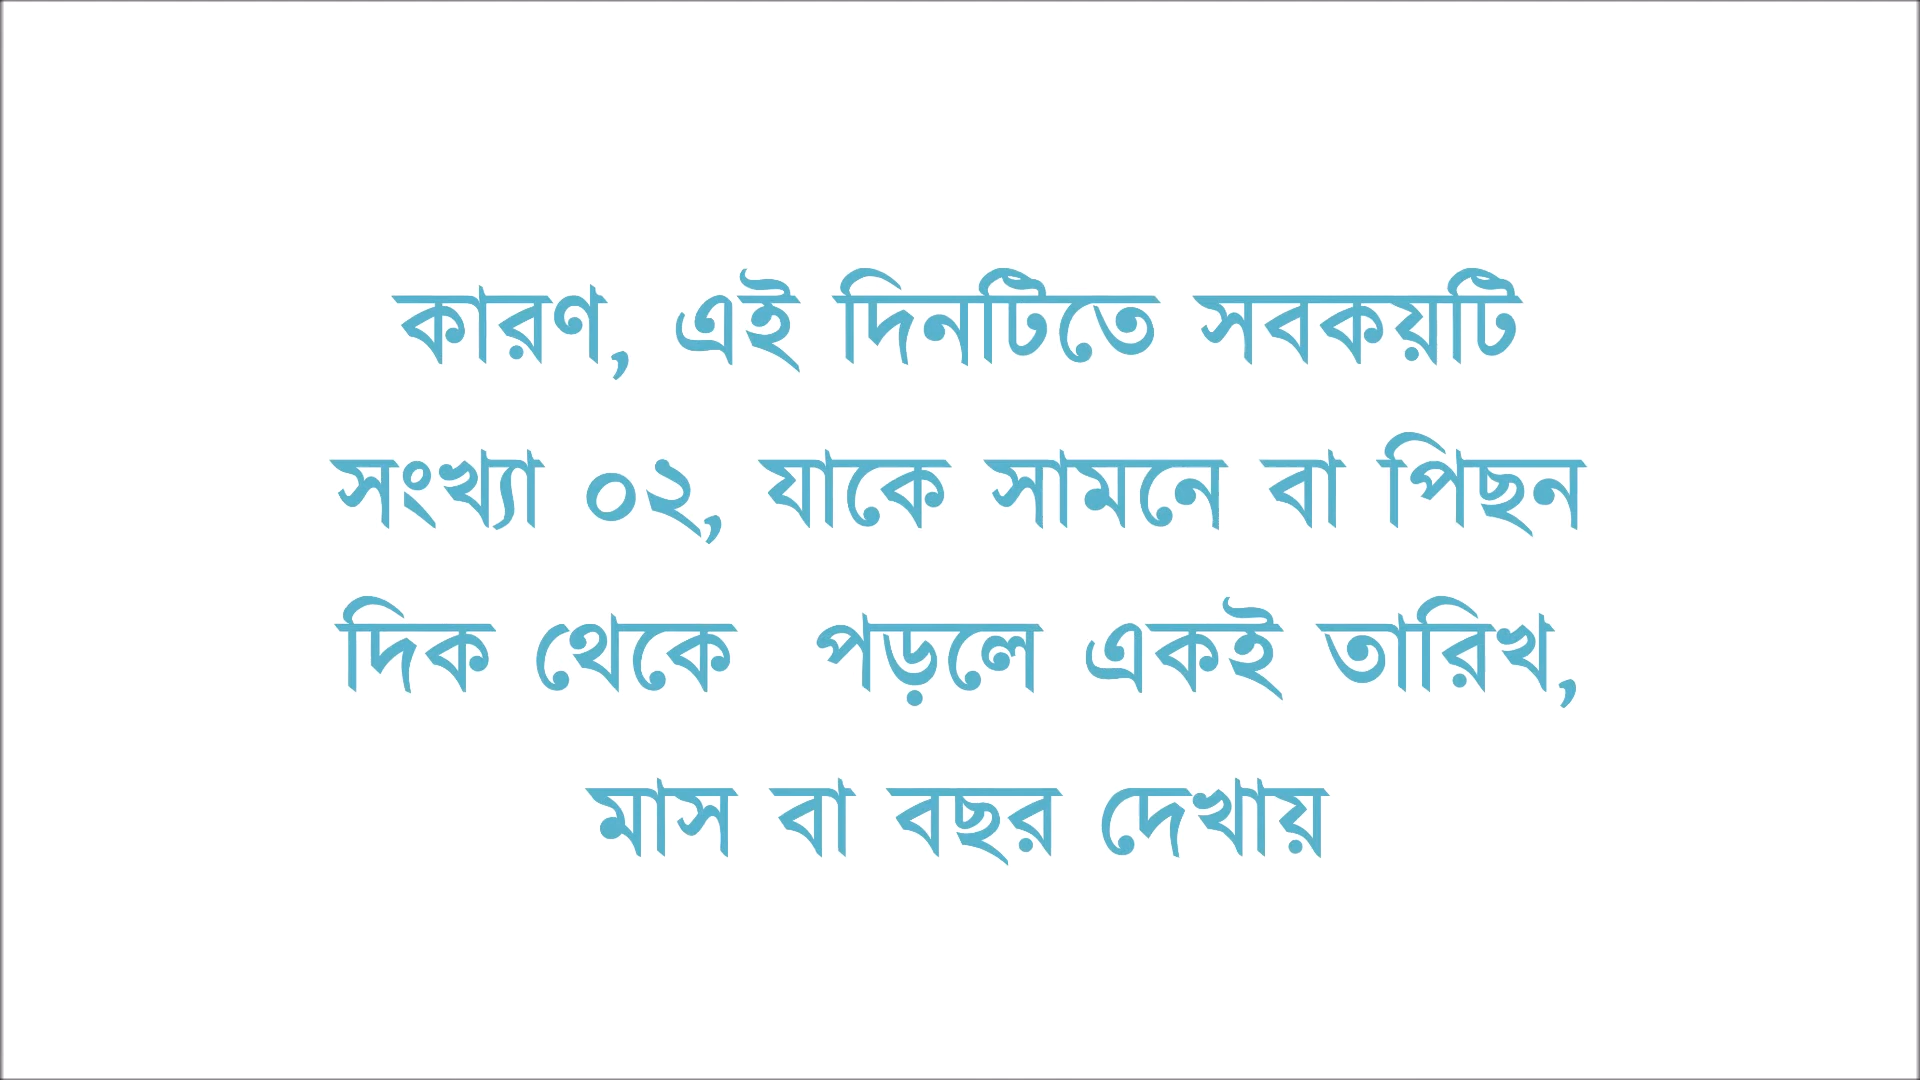 কারণ, এই দিনটিতে সবকয়টি
সংখ্যা ০২, যাকে সামনে বা পিছন
দিক থেকে  পড়লে একই তারিখ,
মাস বা বছর দেখায়